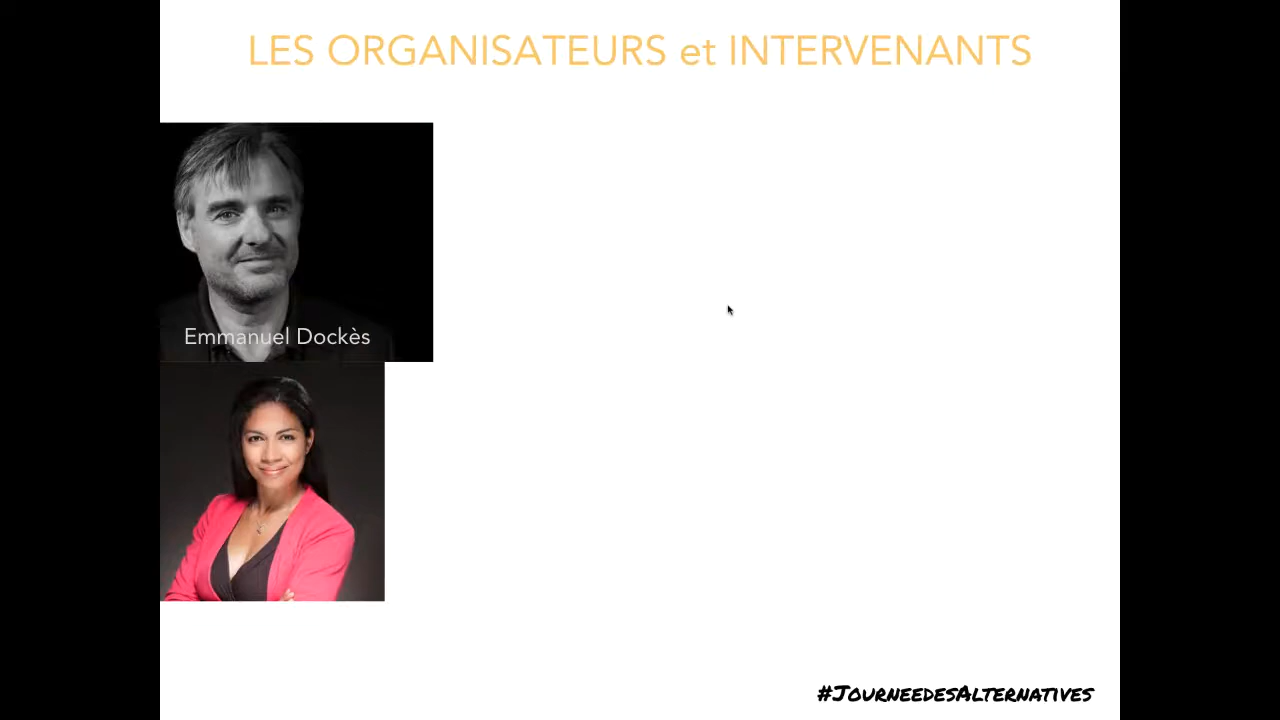 LES ORGANISATEURS et INTERVENANTS
Emmanuel Dockès
#JourneedesAlternatives